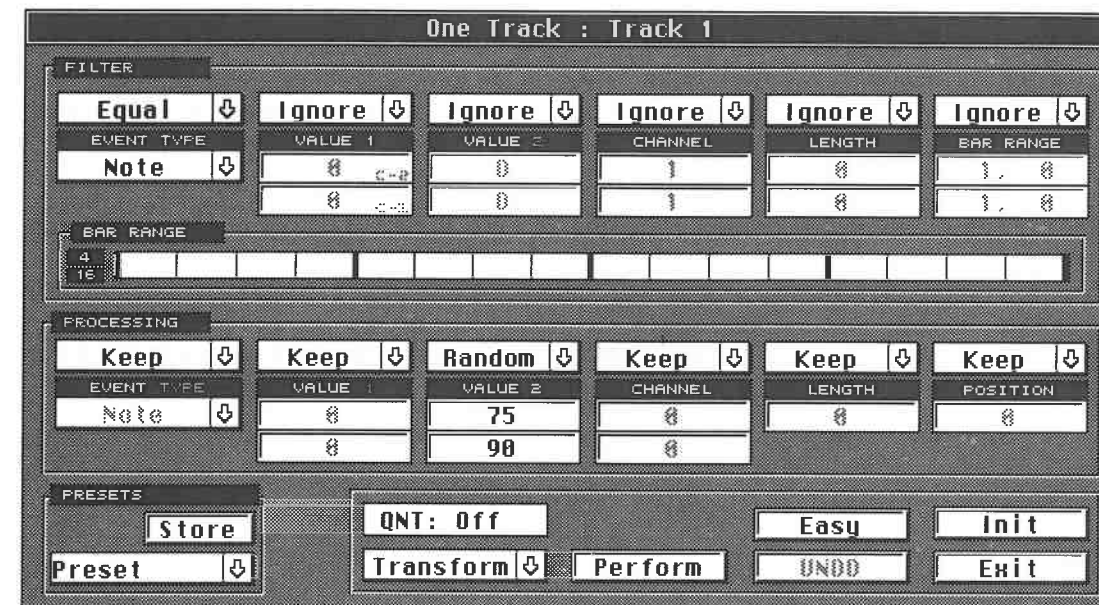 One Track : Track 1
FILTER
Equal Ignore Ignore Ignore Ignore Ignore
EVENT TYPE VALUE 1 VALUE 2 CHANNEL LENGTH BAR RANGE
Note 0 C-2 0 1 0 1, 0
0 C-2 0 1 0 1, 0
BAR RANGE
4
16
PROCESSING
Keep Keep Random Keep Keep Keep
EVENT TYPE VALUE 1 VALUE 2 CHANNEL LENGTH POSITION
Note 0 75 0 0 0
0 90 0
PRESETS
Store QNT: Off Easy Init
Preset Transform Perform UNDO Exit